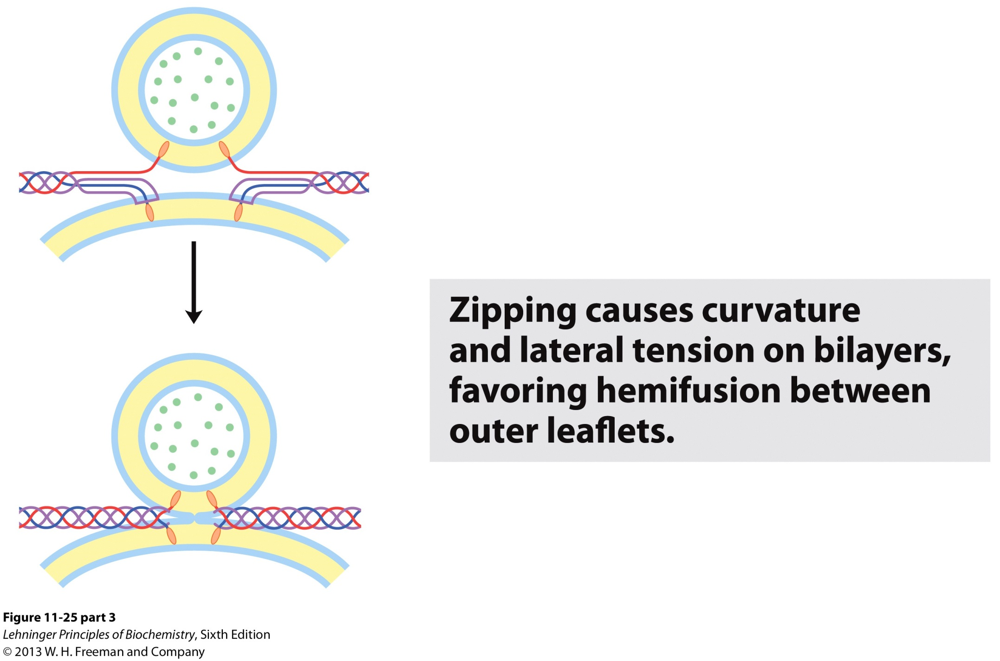 Zipping causes curvature
and lateral tension on bilayers,
favoring hemifusion between
outer leaflets.
Figure 11-25 part 3
Lehninger Principles of Biochemistry, Sixth Edition
© 2013 W. H. Freeman and Company